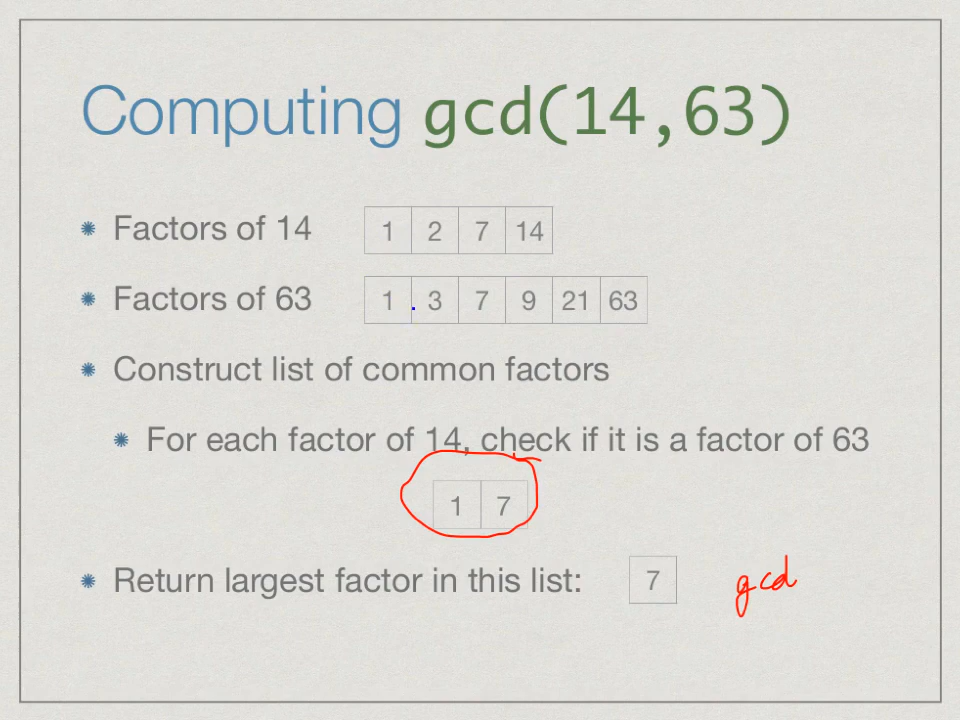 Computing gcd(14,63)
Factors of 14 1 2 7 14
Factors of 63 1 3 7 9 21 63
Construct list of common factors
For each factor of 14, check if it is a factor of 63
1 7
Return largest factor in this list: 7 gcd